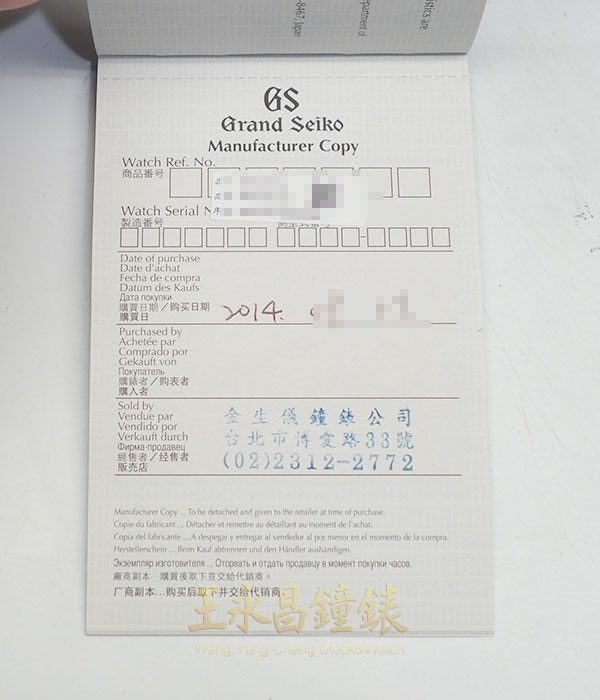 istics are
epartment of
-8467, Japan
GS
Grand Seiko
Manufacturer Copy
Watch Ref. No.
商品番号
Watch Serial N
製造番号
Date of purchase
Date d'achat
Fecha de compra
Datum des Kaufs
Дата покупки
購買日期／购买日期
購買日
2014.
Purchased by
Achetée par
Comprado por
Gekauft von
Покупатель
購錶者／购表者
購入者
Sold by
Vendue par
Vendido por
Verkauft durch
Фирма-продавец
經售者／经售者
販売店
金生儀鐘錶公司
台北市博愛路33號
(02)2312-2772
Manufacturer Copy ... To be detached and given to the retailer at time of purchase.
Copie du fabricant ... Détacher et remettre au détaillant au moment de l'achat.
Copia del fabricante ... A despegar y entregar al vendedor al por menor en el momento de la compra.
Herstellerschein ... Beim Kauf abtrennen und den Händler aushändigen.
Экземпляр изготовителя ... Оторвать и отдать продавцу в момент покупки часов.
廠商副本…購買後取下並交給代銷商。
厂商副本…购买后取下并交给代销商
王永昌鐘錶
Wang Yung-Chang Clock&Watch